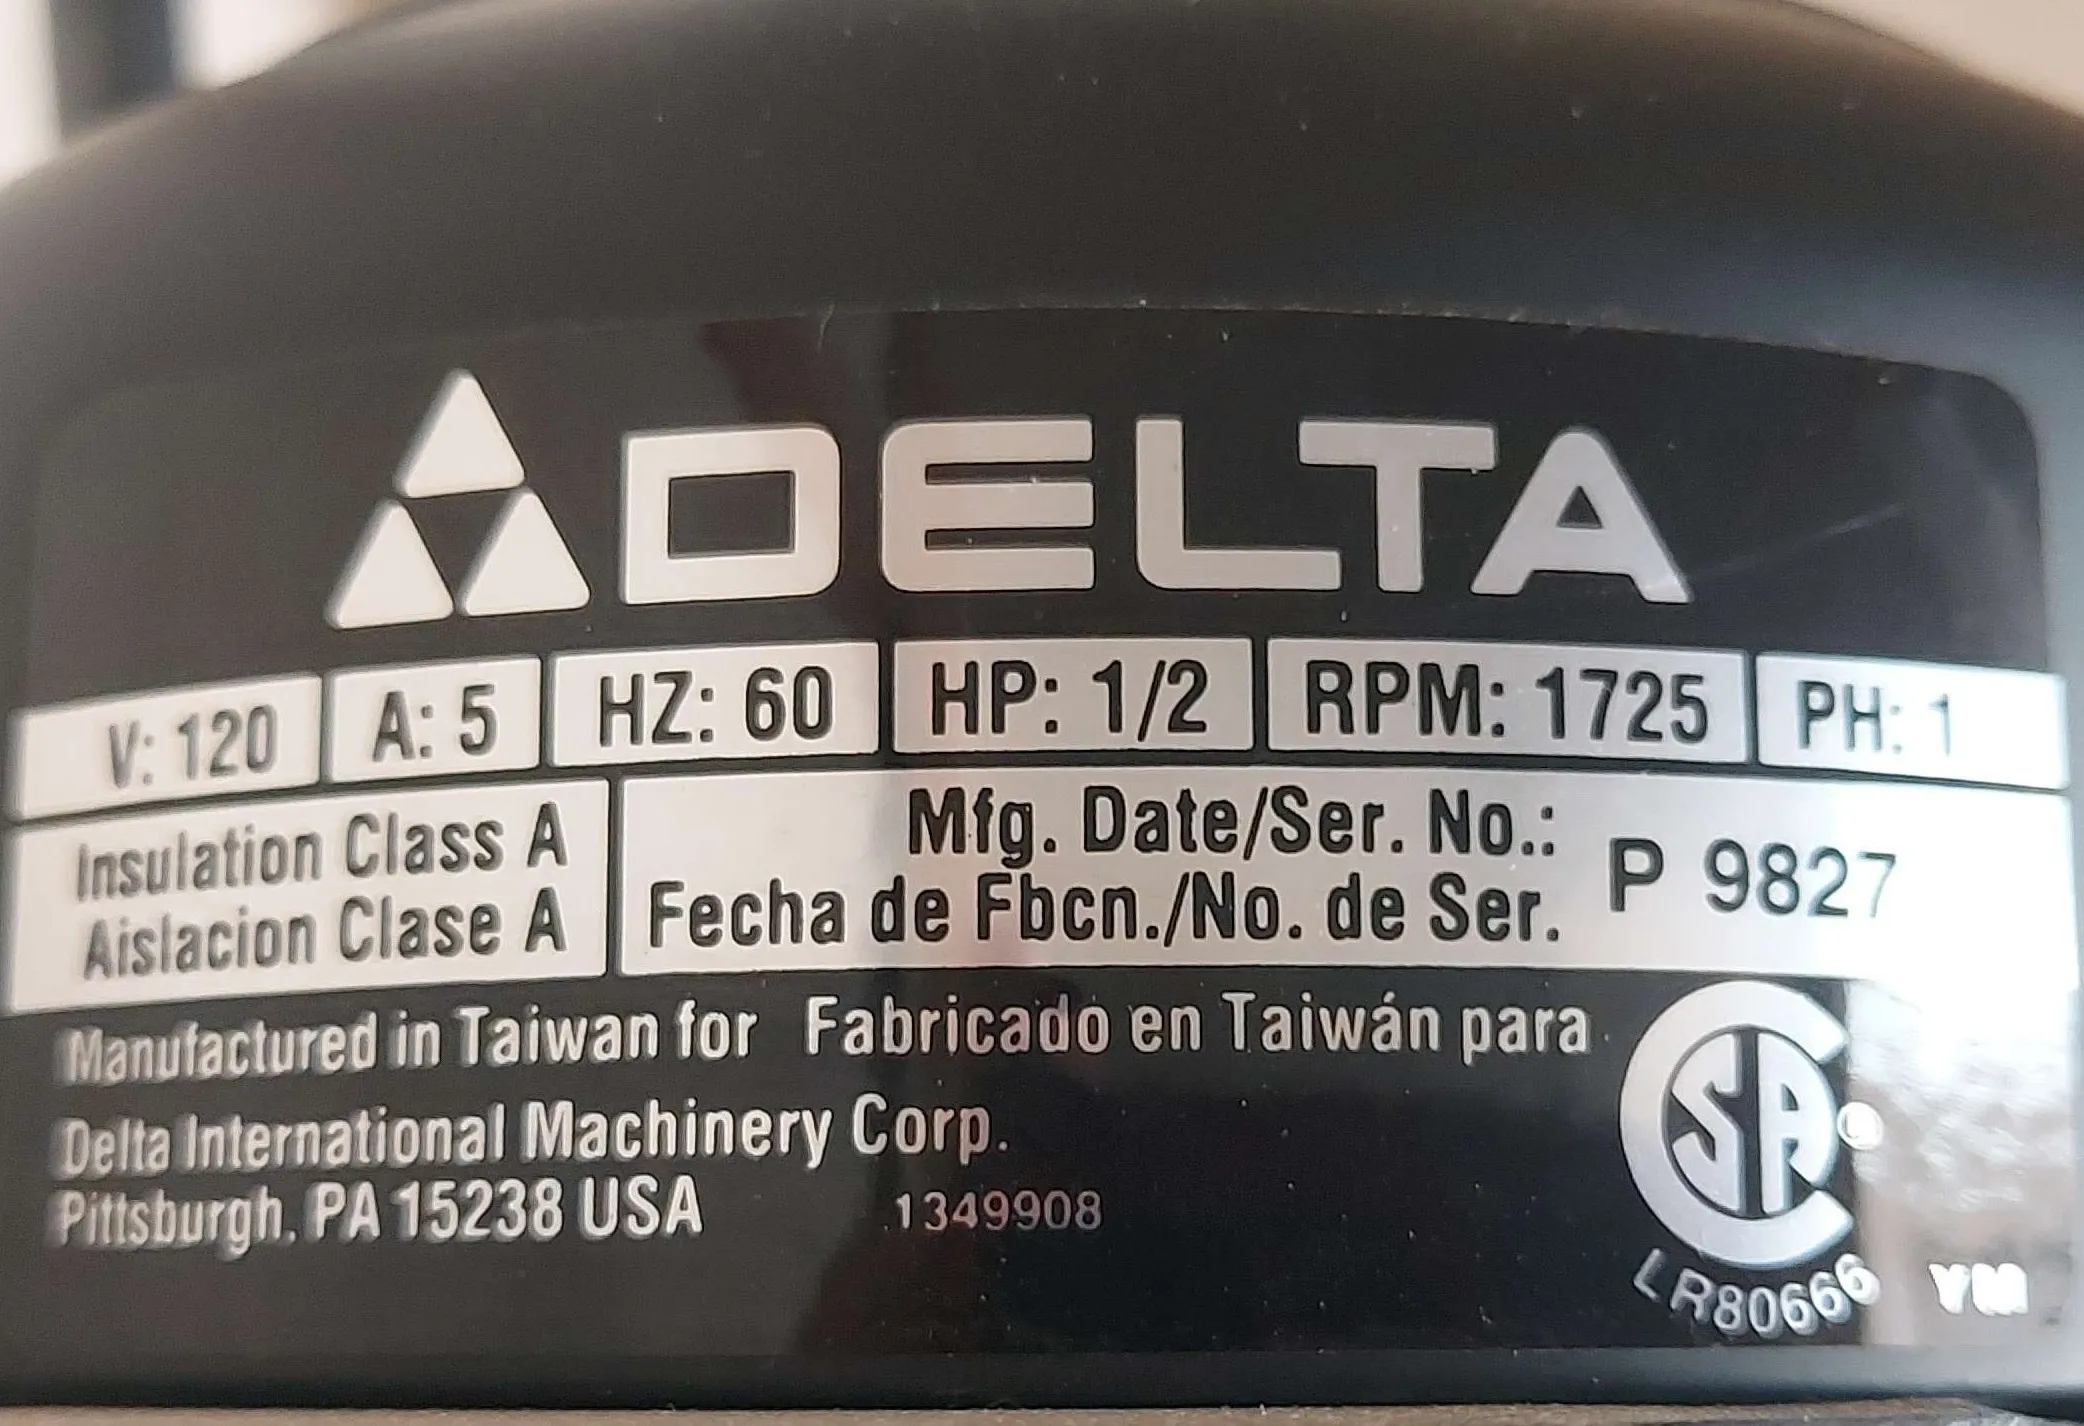 DELTA
V: 120 A: 5 HZ: 60 HP: 1/2 RPM: 1725 PH: 1
Insulation Class A
Aislacion Clase A
Mfg. Date/Ser. No.:
Fecha de Fbcn./No. de Ser.
P 9827
Manufactured in Taiwan for Fabricado en Taiwán para
Delta International Machinery Corp.
Pittsburgh, PA 15238 USA 1349908
CSA
LR80666
YM